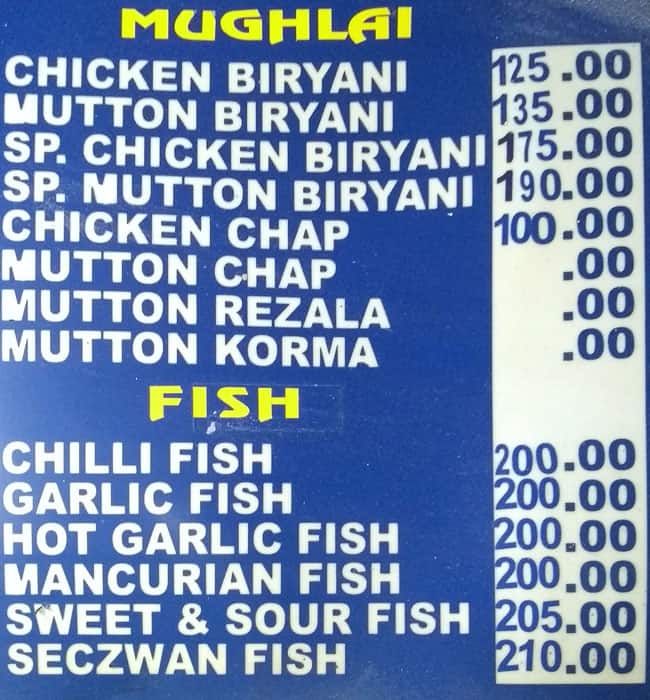 MUGHLAI
CHICKEN BIRYANI 125.00
MUTTON BIRYANI 135.00
SP. CHICKEN BIRYANI 175.00
SP. MUTTON BIRYANI 190.00
CHICKEN CHAP 100.00
MUTTON CHAP .00
MUTTON REZALA .00
MUTTON KORMA .00
FISH
CHILLI FISH 200.00
GARLIC FISH 200.00
HOT GARLIC FISH 200.00
MANCURIAN FISH 200.00
SWEET & SOUR FISH 205.00
SECZWAN FISH 210.00